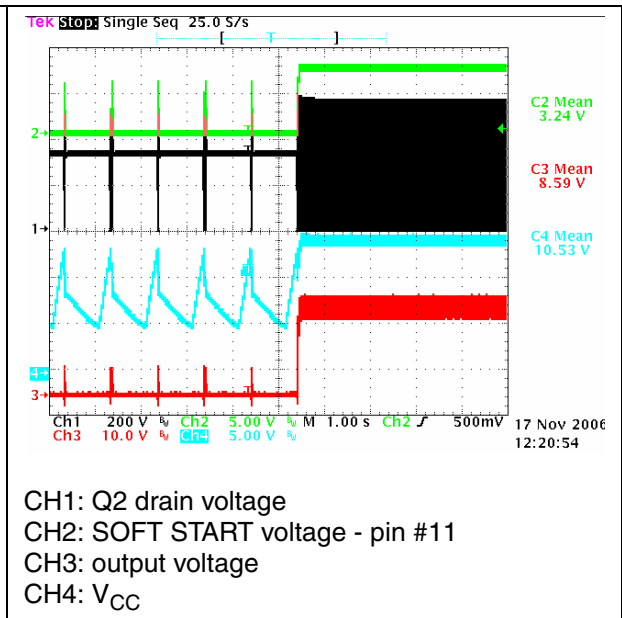 Tek Stop: Single Seq 25.0 S/s
[ T ]
C2 Mean
3.24 V
C3 Mean
8.59 V
C4 Mean
10.53 V
2→
1→
4→
3→
Ch1 200 V Ch2 5.00 V M 1.00 s Ch2 500mV
Ch3 10.0 V Ch4 5.00 V
17 Nov 2006
12:20:54
CH1: Q2 drain voltage
CH2: SOFT START voltage - pin #11
CH3: output voltage
CH4: VCC